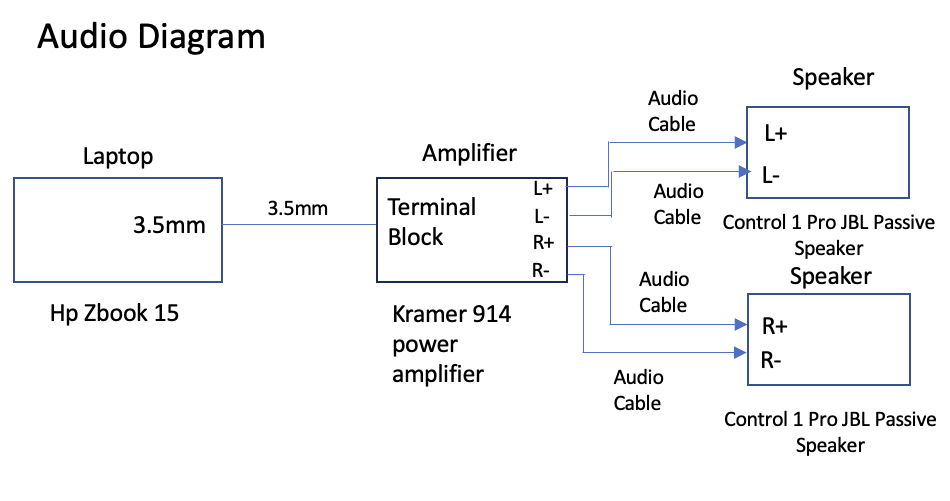 Audio Diagram
Laptop
3.5mm
Hp Zbook 15
3.5mm
Amplifier
Terminal
Block
L+
L-
R+
R-
Kramer 914
power
amplifier
Audio
Cable
Audio
Cable
Audio
Cable
Audio
Cable
Speaker
L+
L-
Control 1 Pro JBL Passive
Speaker
Speaker
R+
R-
Control 1 Pro JBL Passive
Speaker